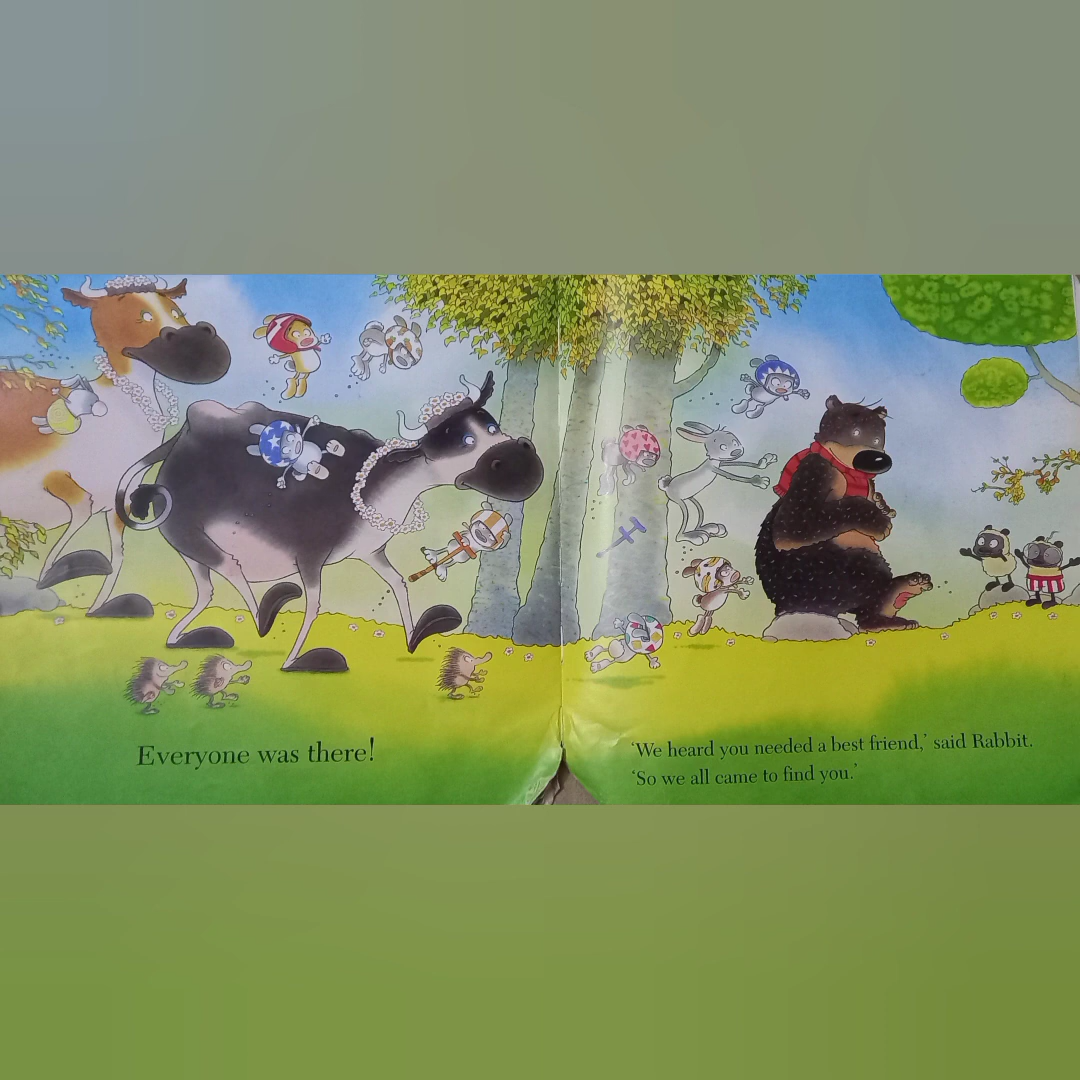 Everyone was there!
‘We heard you needed a best friend,’ said Rabbit.
‘So we all came to find you.’